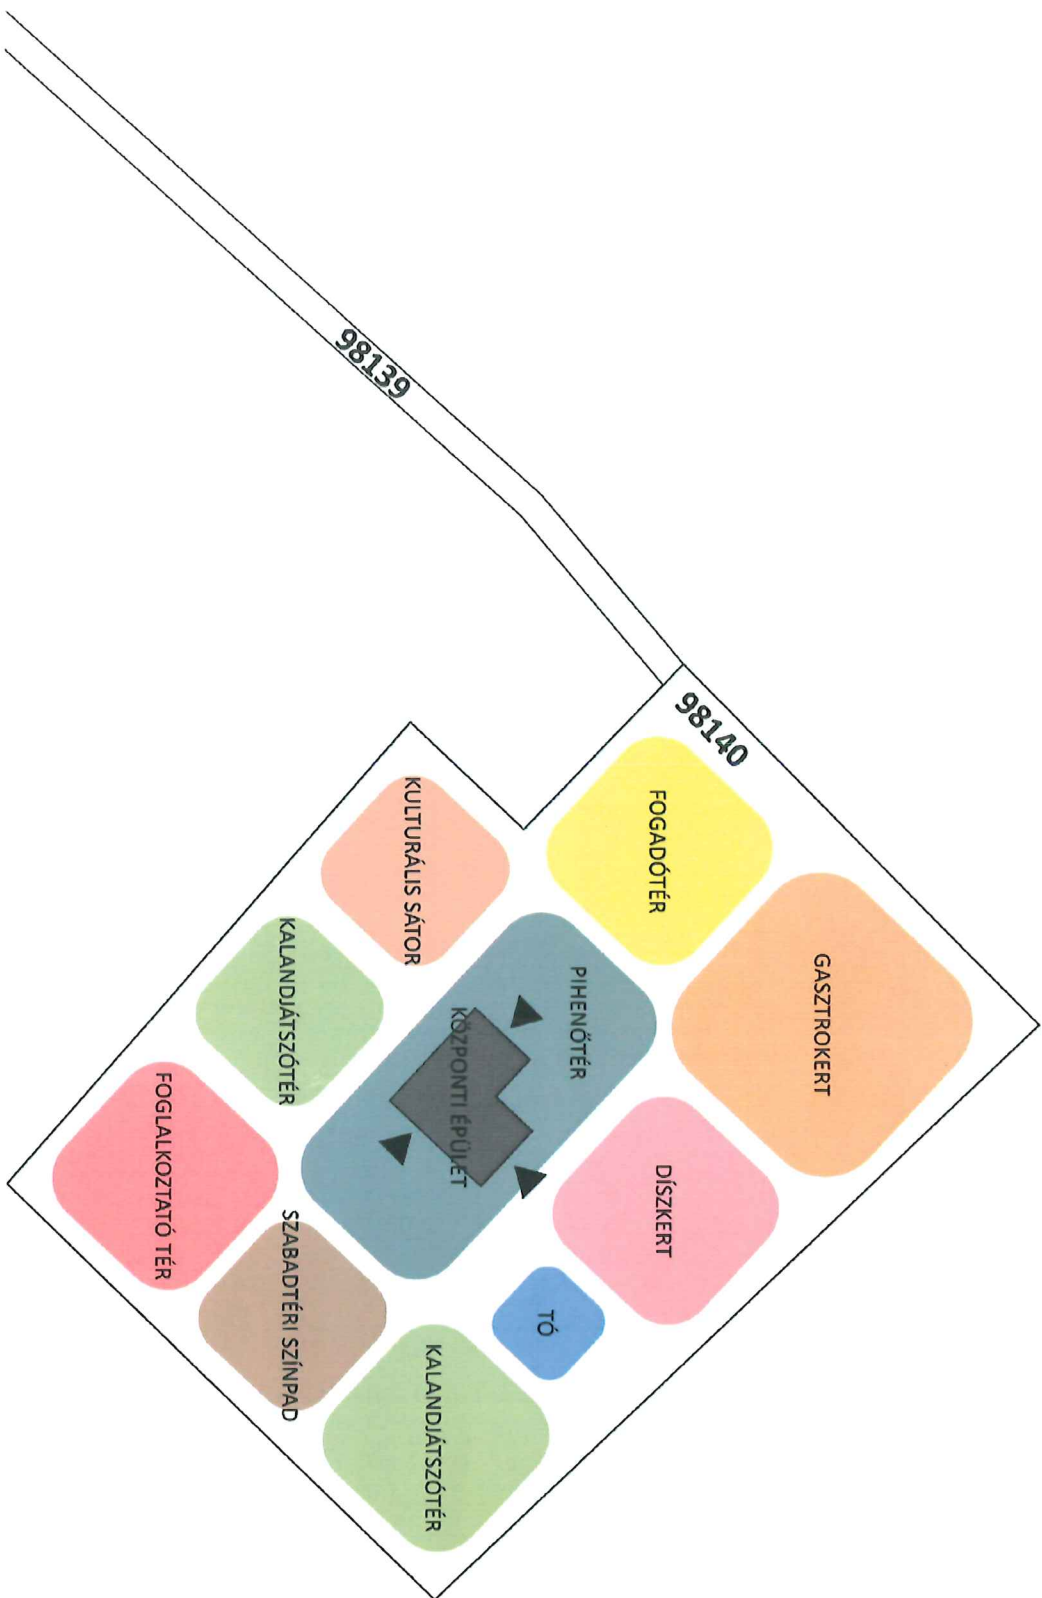 98139
98140
GASZTROKERT
FOGADÓTÉR
DÍSZKERT
PIHENŐTÉR
TÓ
KÖZPONTI ÉPÜLET
KULTURÁLIS SÁTOR
KALANDJÁTSZÓTÉR
KALANDJÁTSZÓTÉR
SZABADTÉRI SZÍNPAD
FOGLALKOZTATÓ TÉR